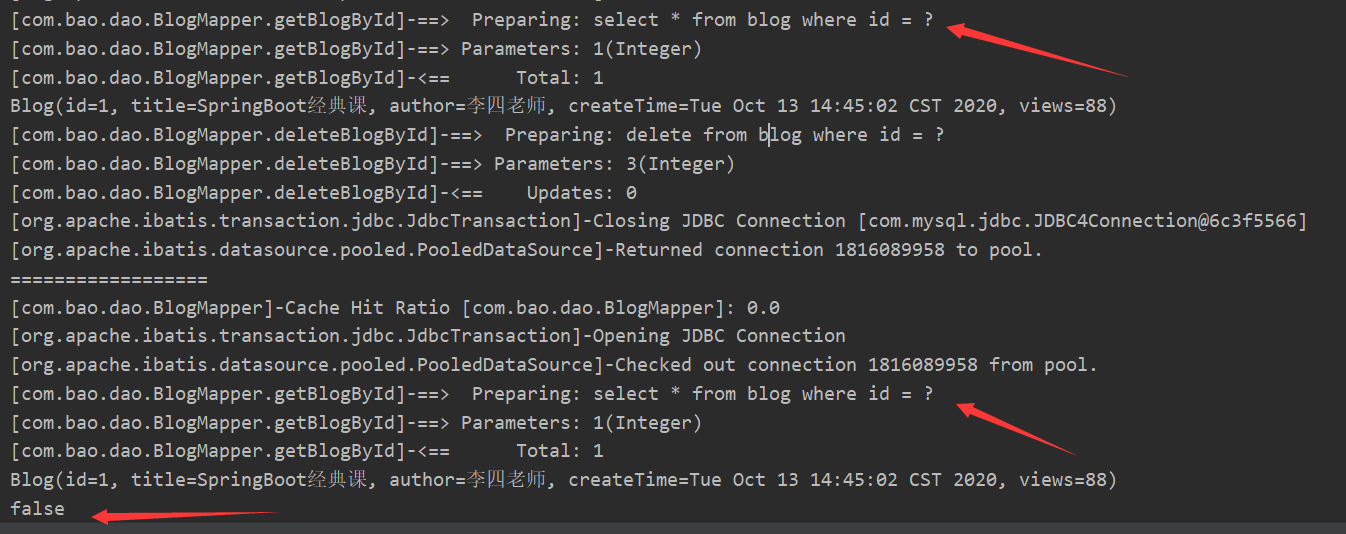 [com.bao.dao.BlogMapper.getBlogById]-==>  Preparing: select * from blog where id = ?
[com.bao.dao.BlogMapper.getBlogById]-==> Parameters: 1(Integer)
[com.bao.dao.BlogMapper.getBlogById]-<==      Total: 1
Blog(id=1, title=SpringBoot经典课, author=李四老师, createTime=Tue Oct 13 14:45:02 CST 2020, views=88)
[com.bao.dao.BlogMapper.deleteBlogById]-==>  Preparing: delete from blog where id = ?
[com.bao.dao.BlogMapper.deleteBlogById]-==> Parameters: 3(Integer)
[com.bao.dao.BlogMapper.deleteBlogById]-<==    Updates: 0
[org.apache.ibatis.transaction.jdbc.JdbcTransaction]-Closing JDBC Connection [com.mysql.jdbc.JDBC4Connection@6c3f5566]
[org.apache.ibatis.datasource.pooled.PooledDataSource]-Returned connection 1816089958 to pool.
==================
[com.bao.dao.BlogMapper]-Cache Hit Ratio [com.bao.dao.BlogMapper]: 0.0
[org.apache.ibatis.transaction.jdbc.JdbcTransaction]-Opening JDBC Connection
[org.apache.ibatis.datasource.pooled.PooledDataSource]-Checked out connection 1816089958 from pool.
[com.bao.dao.BlogMapper.getBlogById]-==>  Preparing: select * from blog where id = ?
[com.bao.dao.BlogMapper.getBlogById]-==> Parameters: 1(Integer)
[com.bao.dao.BlogMapper.getBlogById]-<==      Total: 1
Blog(id=1, title=SpringBoot经典课, author=李四老师, createTime=Tue Oct 13 14:45:02 CST 2020, views=88)
false